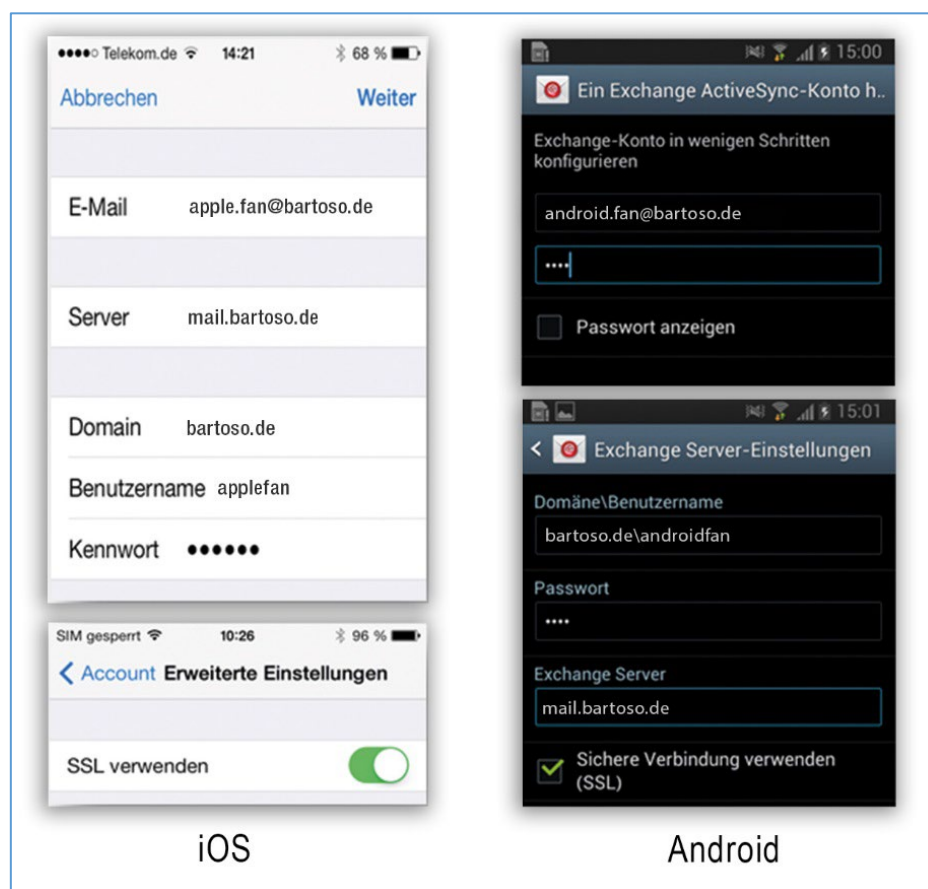 Telekom.de 14:21 68 %
Abbrechen Weiter
E-Mail apple.fan@bartoso.de
Server mail.bartoso.de
Domain bartoso.de
Benutzername applefan
Kennwort ••••••
SIM gesperrt 10:26 96 %
Account Erweiterte Einstellungen
SSL verwenden
iOS
15:00
Ein Exchange ActiveSync-Konto h..
Exchange-Konto in wenigen Schritten
konfigurieren
android.fan@bartoso.de
••••
Passwort anzeigen
15:01
Exchange Server-Einstellungen
Domäne\Benutzername
bartoso.de\androidfan
Passwort
••••
Exchange Server
mail.bartoso.de
Sichere Verbindung verwenden
(SSL)
Android